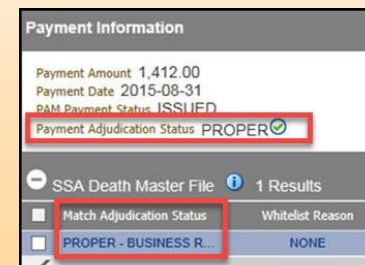 Payment Information
Payment Amount 1,412.00
Payment Date 2015-08-31
PAM Payment Status ISSUED
Payment Adjudication Status PROPER
SSA Death Master File 1 Results
Match Adjudication Status Whitelist Reason
PROPER - BUSINESS R... NONE